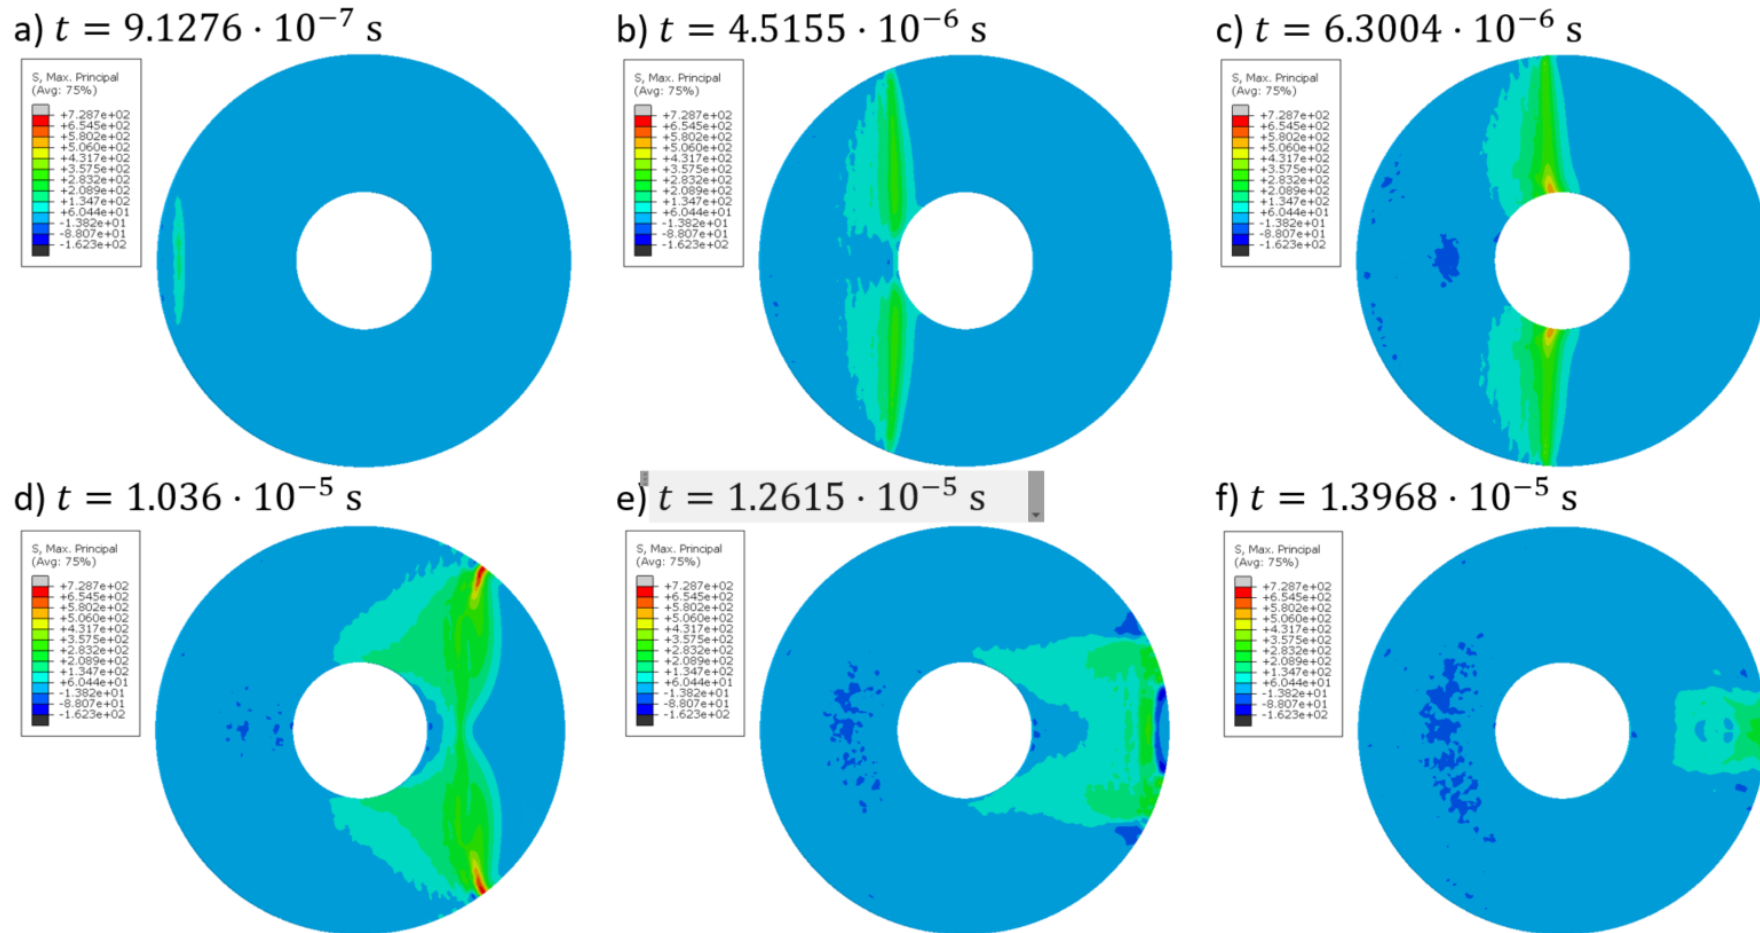 a) t = 9.1276 · 10⁻⁷ s
S, Max. Principal
(Avg: 75%)
+7.287e+02
+6.545e+02
+5.802e+02
+5.060e+02
+4.317e+02
+3.575e+02
+2.832e+02
+2.089e+02
+1.347e+02
+6.044e+01
-1.382e+01
-8.807e+01
-1.623e+02
b) t = 4.5155 · 10⁻⁶ s
S, Max. Principal
(Avg: 75%)
+7.287e+02
+6.545e+02
+5.802e+02
+5.060e+02
+4.317e+02
+3.575e+02
+2.832e+02
+2.089e+02
+1.347e+02
+6.044e+01
-1.382e+01
-8.807e+01
-1.623e+02
c) t = 6.3004 · 10⁻⁶ s
S, Max. Principal
(Avg: 75%)
+7.287e+02
+6.545e+02
+5.802e+02
+5.060e+02
+4.317e+02
+3.575e+02
+2.832e+02
+2.089e+02
+1.347e+02
+6.044e+01
-1.382e+01
-8.807e+01
-1.623e+02
d) t = 1.036 · 10⁻⁵ s
S, Max. Principal
(Avg: 75%)
+7.287e+02
+6.545e+02
+5.802e+02
+5.060e+02
+4.317e+02
+3.575e+02
+2.832e+02
+2.089e+02
+1.347e+02
+6.044e+01
-1.382e+01
-8.807e+01
-1.623e+02
e) t = 1.2615 · 10⁻⁵ s
S, Max. Principal
(Avg: 75%)
+7.287e+02
+6.545e+02
+5.802e+02
+5.060e+02
+4.317e+02
+3.575e+02
+2.832e+02
+2.089e+02
+1.347e+02
+6.044e+01
-1.382e+01
-8.807e+01
-1.623e+02
f) t = 1.3968 · 10⁻⁵ s
S, Max. Principal
(Avg: 75%)
+7.287e+02
+6.545e+02
+5.802e+02
+5.060e+02
+4.317e+02
+3.575e+02
+2.832e+02
+2.089e+02
+1.347e+02
+6.044e+01
-1.382e+01
-8.807e+01
-1.623e+02